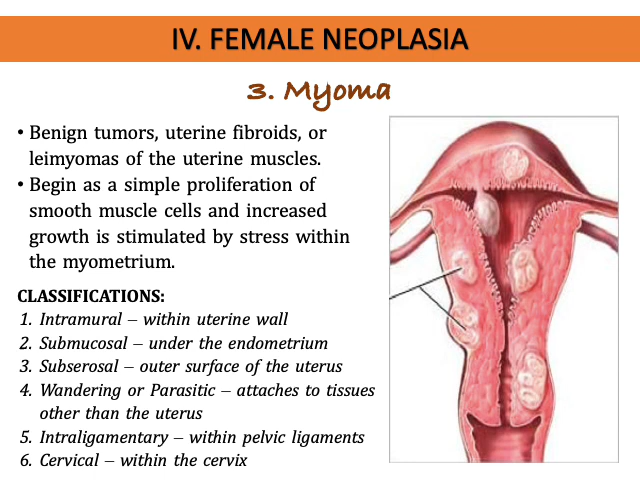 IV. FEMALE NEOPLASIA
3. Myoma
• Benign tumors, uterine fibroids, or
leimyomas of the uterine muscles.
• Begin as a simple proliferation of
smooth muscle cells and increased
growth is stimulated by stress within
the myometrium.
CLASSIFICATIONS:
1. Intramural – within uterine wall
2. Submucosal – under the endometrium
3. Subserosal – outer surface of the uterus
4. Wandering or Parasitic – attaches to tissues
other than the uterus
5. Intraligamentary – within pelvic ligaments
6. Cervical – within the cervix